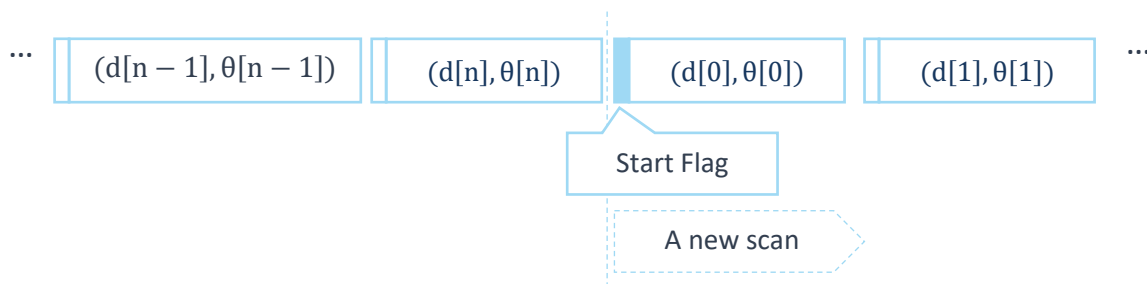 ... (d[n − 1], θ[n − 1]) (d[n], θ[n]) (d[0], θ[0]) (d[1], θ[1]) ...
Start Flag
A new scan